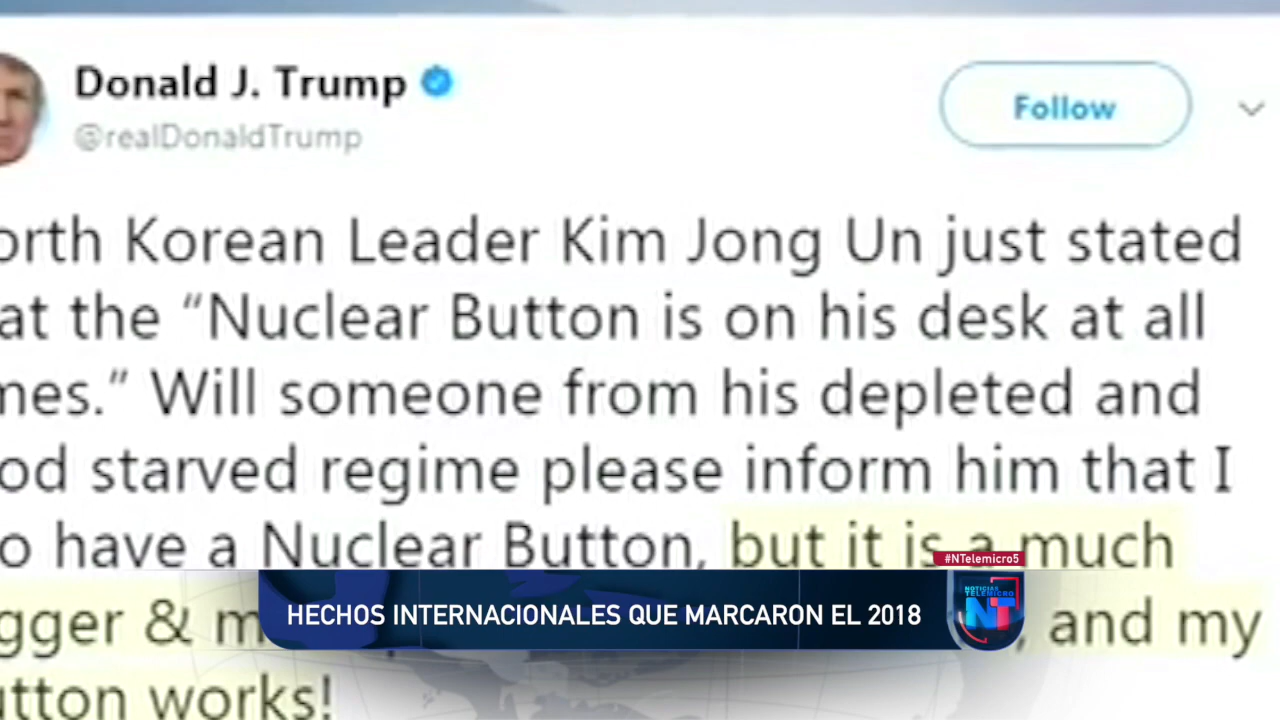 Donald J. Trump
Follow
@realDonaldTrump
orth Korean Leader Kim Jong Un just stated
at the “Nuclear Button is on his desk at all
mes.” Will someone from his depleted and
od starved regime please inform him that I
o have a Nuclear Button, but it is a much
#NTelemicro5
gger & m , and my
HECHOS INTERNACIONALES QUE MARCARON EL 2018
NOTICIAS
TELEMICRO
NT
utton works!